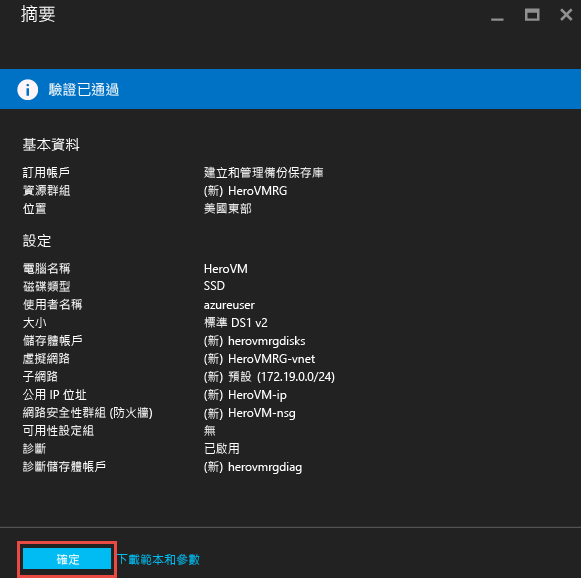 摘要
驗證已通過
基本資料
訂用帳戶 建立和管理備份保存庫
資源群組 (新) HeroVMRG
位置 美國東部
設定
電腦名稱 HeroVM
磁碟類型 SSD
使用者名稱 azureuser
大小 標準 DS1 v2
儲存體帳戶 (新) herovmrgdisks
虛擬網路 (新) HeroVMRG-vnet
子網路 (新) 預設 (172.19.0.0/24)
公用 IP 位址 (新) HeroVM-ip
網路安全性群組 (防火牆) (新) HeroVM-nsg
可用性設定組 無
診斷 已啟用
診斷儲存體帳戶 (新) herovmrgdiag
確定 下載範本和參數